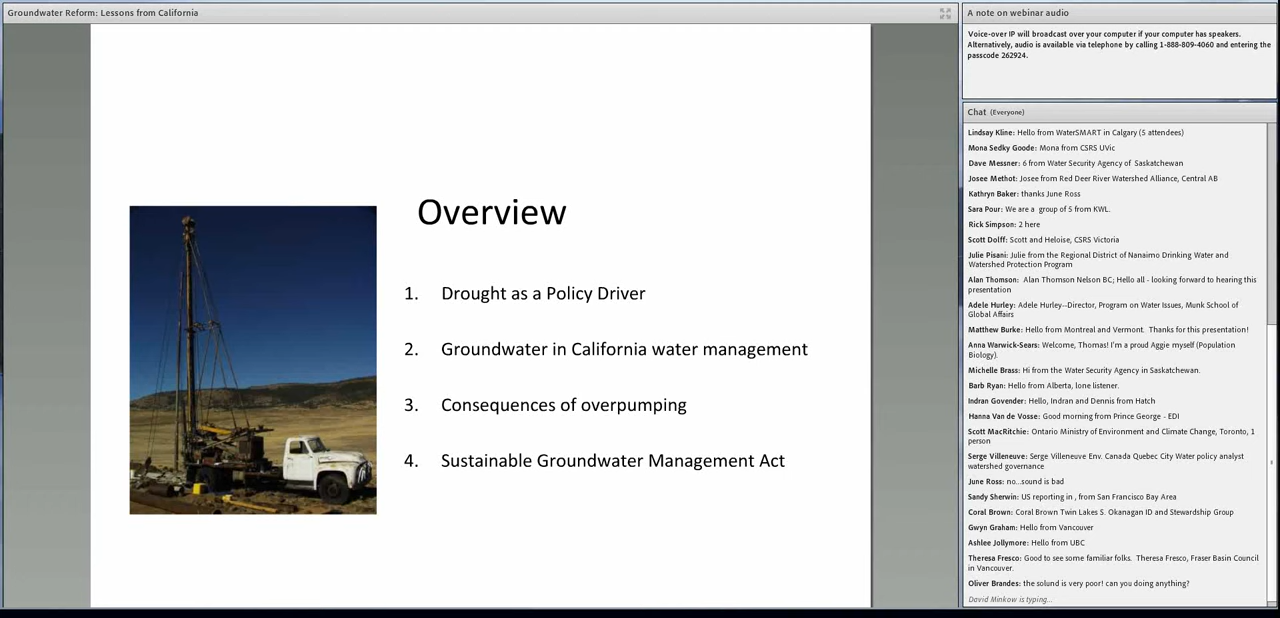 Groundwater Reform: Lessons from California
Overview
1. Drought as a Policy Driver
2. Groundwater in California water management
3. Consequences of overpumping
4. Sustainable Groundwater Management Act
A note on webinar audio
Voice-over IP will broadcast over your computer if your computer has speakers.
Alternatively, audio is available via telephone by calling 1-888-809-4060 and entering the
passcode 262924.
Chat (Everyone)
Lindsay Kline: Hello from WaterSMART in Calgary (5 attendees)
Mona Sedky Goode: Mona from CSRS UVic
Dave Messner: 6 from Water Security Agency of Saskatchewan
Josee Methot: Josee from Red Deer River Watershed Alliance, Central AB
Kathryn Baker: thanks June Ross
Sara Pour: We are a group of 5 from KWL.
Rick Simpson: 2 here
Scott Dolff: Scott and Heloise, CSRS Victoria
Julie Pisani: Julie from the Regional District of Nanaimo Drinking Water and
Watershed Protection Program
Alan Thomson: Alan Thomson Nelson BC; Hello all - looking forward to hearing this
presentation
Adele Hurley: Adele Hurley--Director, Program on Water Issues, Munk School of
Global Affairs
Matthew Burke: Hello from Montreal and Vermont. Thanks for this presentation!
Anna Warwick-Sears: Welcome, Thomas! I'm a proud Aggie myself (Population
Biology).
Michelle Brass: Hi from the Water Security Agency in Saskatchewan.
Barb Ryan: Hello from Alberta, lone listener.
Indran Govender: Hello, Indran and Dennis from Hatch
Hanna Van de Vosse: Good morning from Prince George - EDI
Scott MacRitchie: Ontario Ministry of Environment and Climate Change, Toronto, 1
person
Serge Villeneuve: Serge Villeneuve Env. Canada Quebec City Water policy analyst
watershed governance
June Ross: no...sound is bad
Sandy Sherwin: US reporting in , from San Francisco Bay Area
Coral Brown: Coral Brown Twin Lakes S. Okanagan ID and Stewardship Group
Gwyn Graham: Hello from Vancouver
Ashlee Jollymore: Hello from UBC
Theresa Fresco: Good to see some familiar folks. Theresa Fresco, Fraser Basin Council
in Vancouver.
Oliver Brandes: the solund is very poor! can you doing anything?
David Minkow is typing...